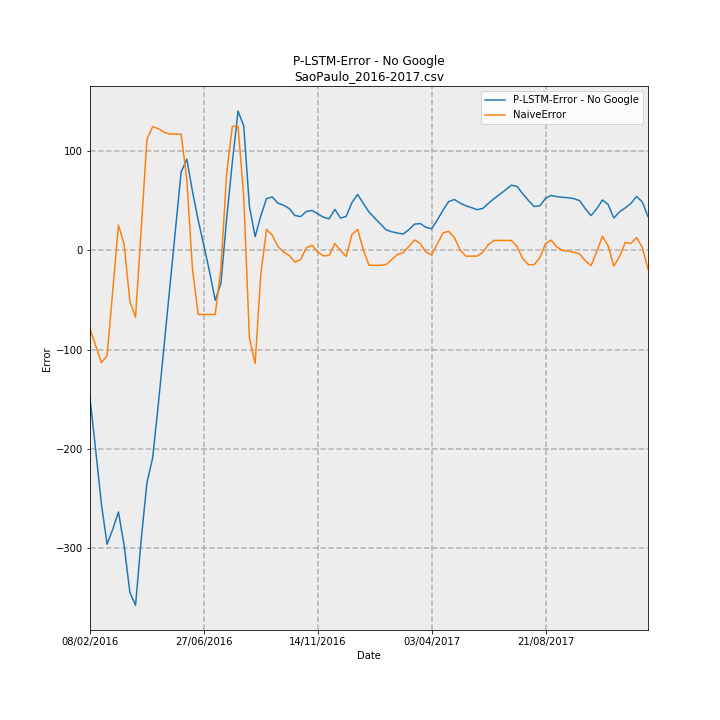 P-LSTM-Error - No Google
SaoPaulo_2016-2017.csv
P-LSTM-Error - No Google
NaiveError
100
0
−100
−200
−300
Error
08/02/2016
27/06/2016
14/11/2016
03/04/2017
21/08/2017
Date